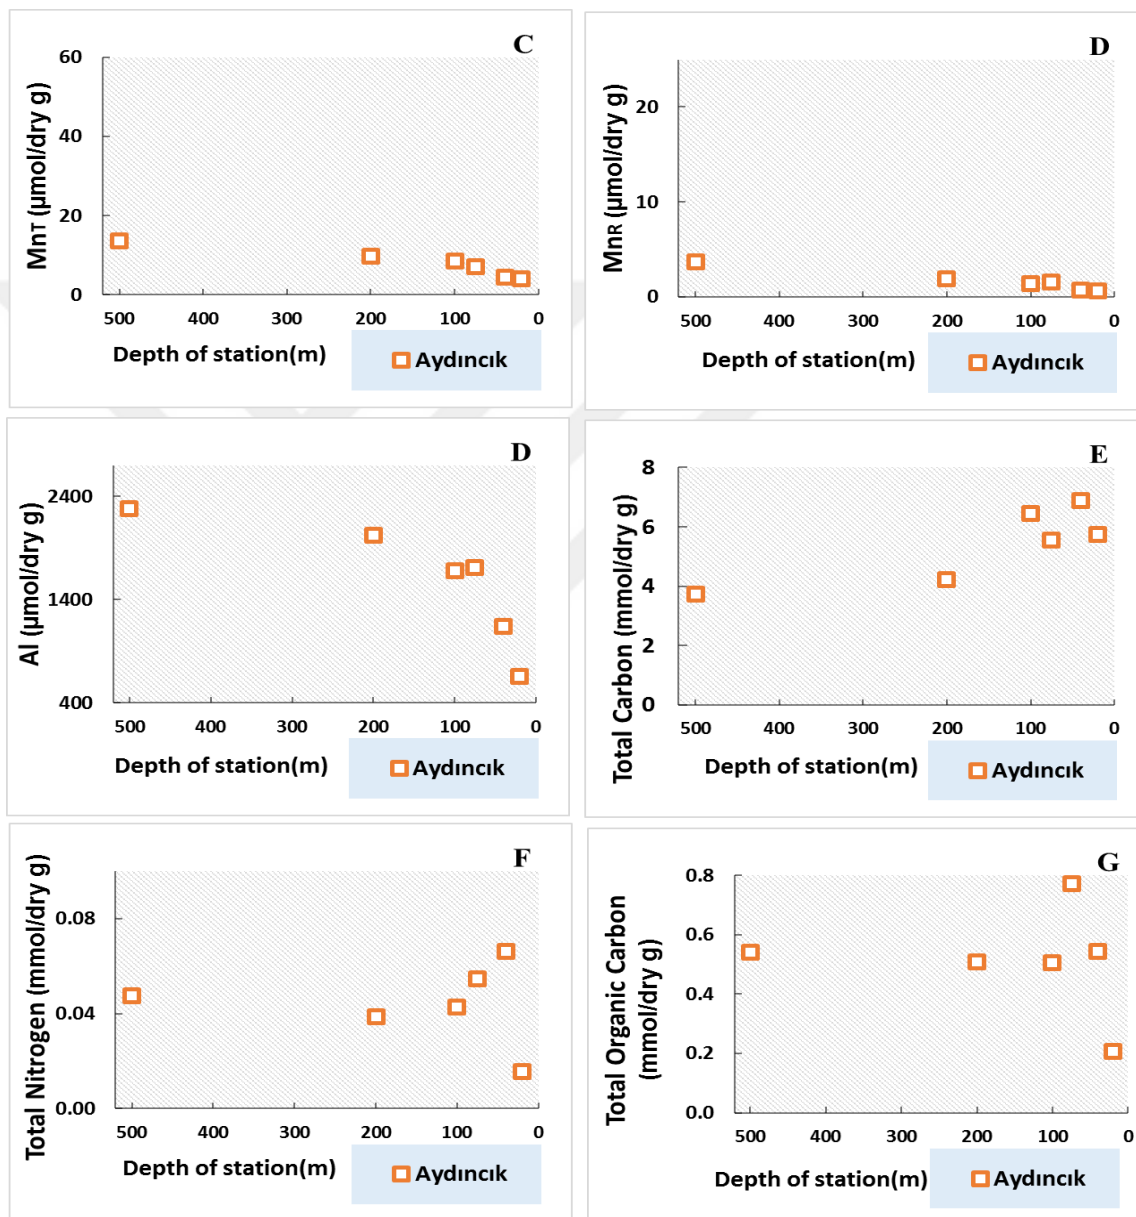 C
MnT (µmol/dry g)
60
40
20
0
500 400 300 200 100 0
Depth of station(m)
Aydıncık
D
MnR (µmol/dry g)
20
10
0
500 400 300 200 100 0
Depth of station(m)
Aydıncık
D
Al (µmol/dry g)
2400
1400
400
500 400 300 200 100 0
Depth of station(m)
Aydıncık
E
Total Carbon (mmol/dry g)
8
6
4
2
0
500 400 300 200 100 0
Depth of station(m)
Aydıncık
F
Total Nitrogen (mmol/dry g)
0.08
0.04
0.00
500 400 300 200 100 0
Depth of station(m)
Aydıncık
G
Total Organic Carbon
(mmol/dry g)
0.8
0.6
0.4
0.2
0.0
500 400 300 200 100 0
Depth of station(m)
Aydıncık